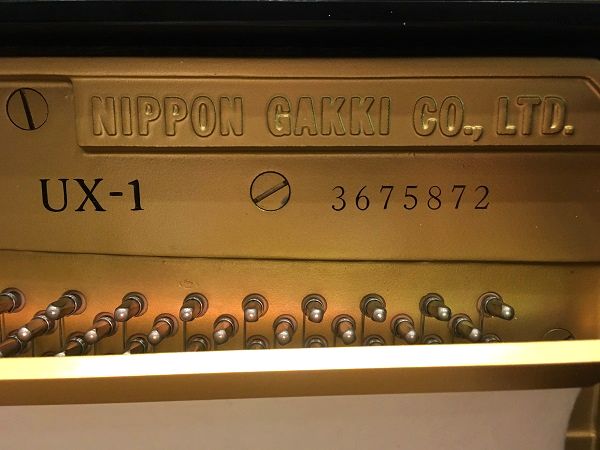 NIPPON GAKKI CO., LTD.
UX-1 3675872